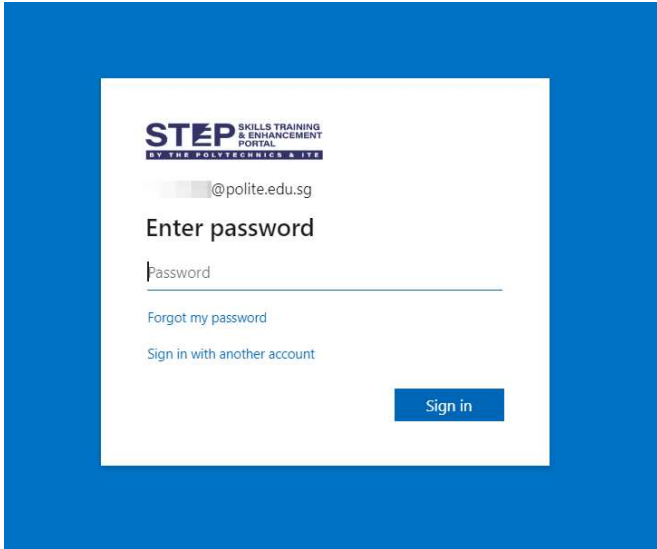 STEP SKILLS TRAINING
& ENHANCEMENT
PORTAL
BY THE POLYTECHNICS & ITE
@polite.edu.sg
Enter password
Password
Forgot my password
Sign in with another account
Sign in